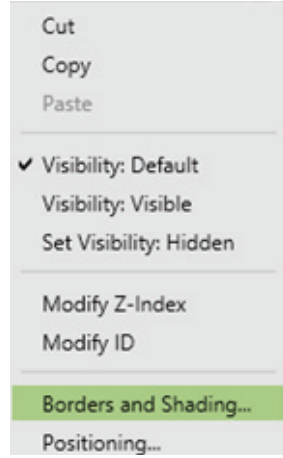 Cut
Copy
Paste
✔ Visibility: Default
Visibility: Visible
Set Visibility: Hidden
Modify Z-Index
Modify ID
Borders and Shading...
Positioning...